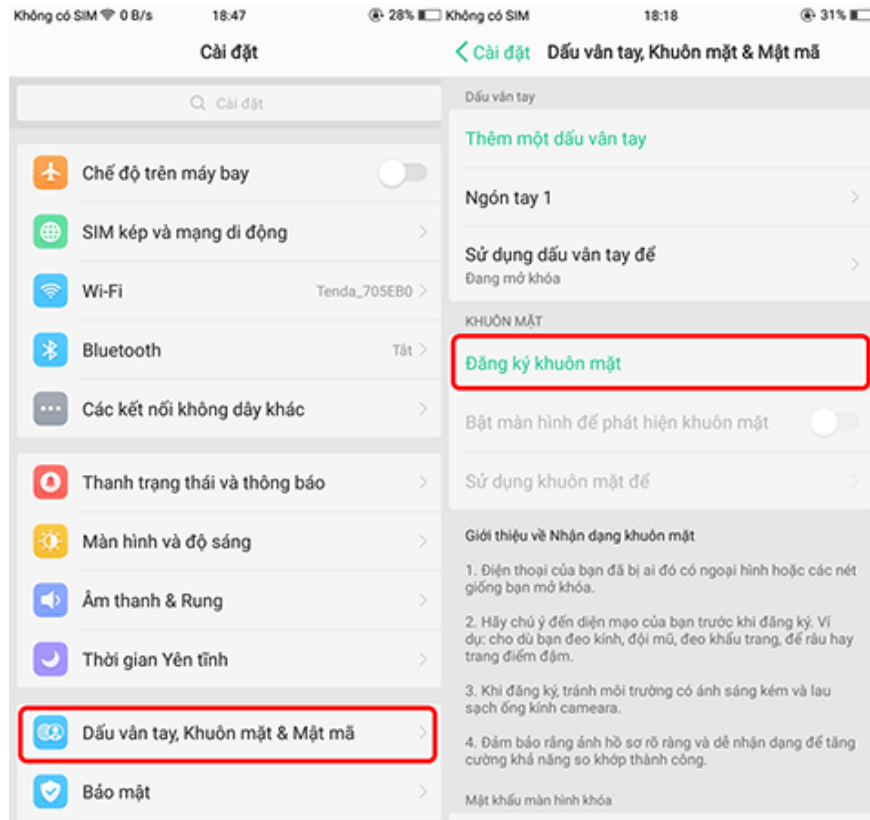 Không có SIM 0 B/s 18:47 28%
Cài đặt
Cài đặt
Chế độ trên máy bay
SIM kép và mạng di động
Wi-Fi Tenda_705EB0
Bluetooth Tắt
Các kết nối không dây khác
Thanh trạng thái và thông báo
Màn hình và độ sáng
Âm thanh & Rung
Thời gian Yên tĩnh
Dấu vân tay, Khuôn mặt & Mật mã
Bảo mật
Không có SIM 18:18 31%
Cài đặt Dấu vân tay, Khuôn mặt & Mật mã
Dấu vân tay
Thêm một dấu vân tay
Ngón tay 1
Sử dụng dấu vân tay để
Đang mở khóa
KHUÔN MẶT
Đăng ký khuôn mặt
Bật màn hình để phát hiện khuôn mặt
Sử dụng khuôn mặt để
Giới thiệu về Nhận dạng khuôn mặt
1. Điện thoại của bạn đã bị ai đó có ngoại hình hoặc các nét
giống bạn mở khóa.
2. Hãy chú ý đến diện mạo của bạn trước khi đăng ký. Ví
dụ: cho dù bạn đeo kính, đội mũ, đeo khẩu trang, để râu hay
trang điểm đậm.
3. Khi đăng ký, tránh môi trường có ánh sáng kém và lau
sạch ống kính cameara.
4. Đảm bảo rằng ảnh hồ sơ rõ ràng và dễ nhận dạng để tăng
cường khả năng so khớp thành công.
Mật khẩu màn hình khóa